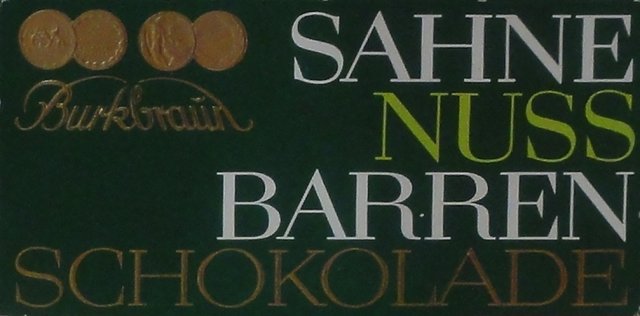 Burkbraun
SAHNE
NUSS
BARREN
SCHOKOLADE